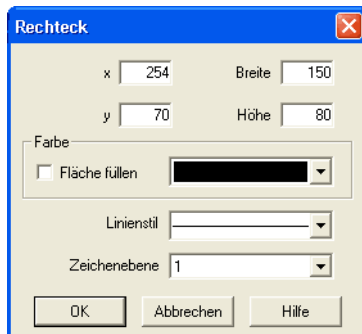 Rechteck
x 254 Breite 150
y 70 Höhe 80
Farbe
Fläche füllen
Linienstil
Zeichenebene 1
OK Abbrechen Hilfe